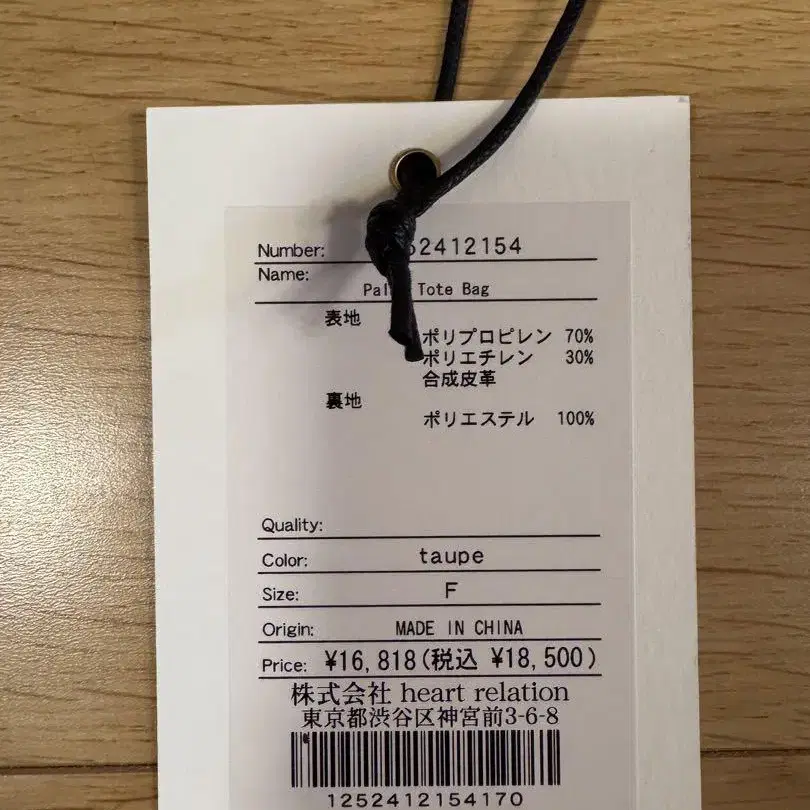 Number: 52412154
Name:
Tote Bag
表地
ポリプロピレン 70%
ポリエチレン 30%
合成皮革
裏地
ポリエステル 100%
Quality:
Color: taupe
Size: F
Origin: MADE IN CHINA
Price: ¥16,818(税込 ¥18,500)
株式会社 heart relation
東京都渋谷区神宮前3-6-8
1252412154170